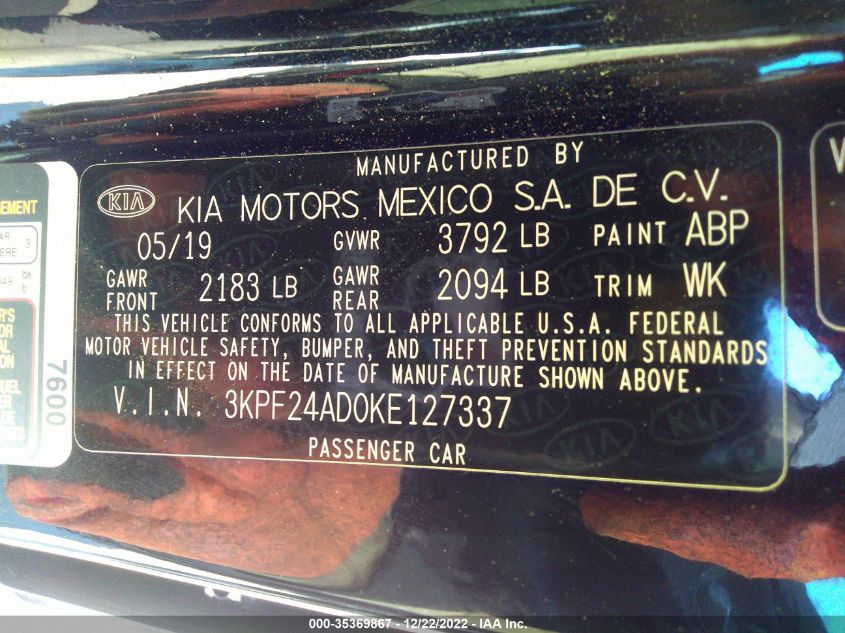 MANUFACTURED BY
KIA KIA MOTORS MEXICO S.A. DE C.V.
05/19 GVWR 3792 LB PAINT ABP
GAWR FRONT 2183 LB GAWR REAR 2094 LB TRIM WK
THIS VEHICLE CONFORMS TO ALL APPLICABLE U.S.A. FEDERAL
MOTOR VEHICLE SAFETY, BUMPER, AND THEFT PREVENTION STANDARDS
IN EFFECT ON THE DATE OF MANUFACTURE SHOWN ABOVE.
V.I.N. 3KPF24AD0KE127337
PASSENGER CAR
7600
000-35369867 - 12/22/2022 - IAA Inc.